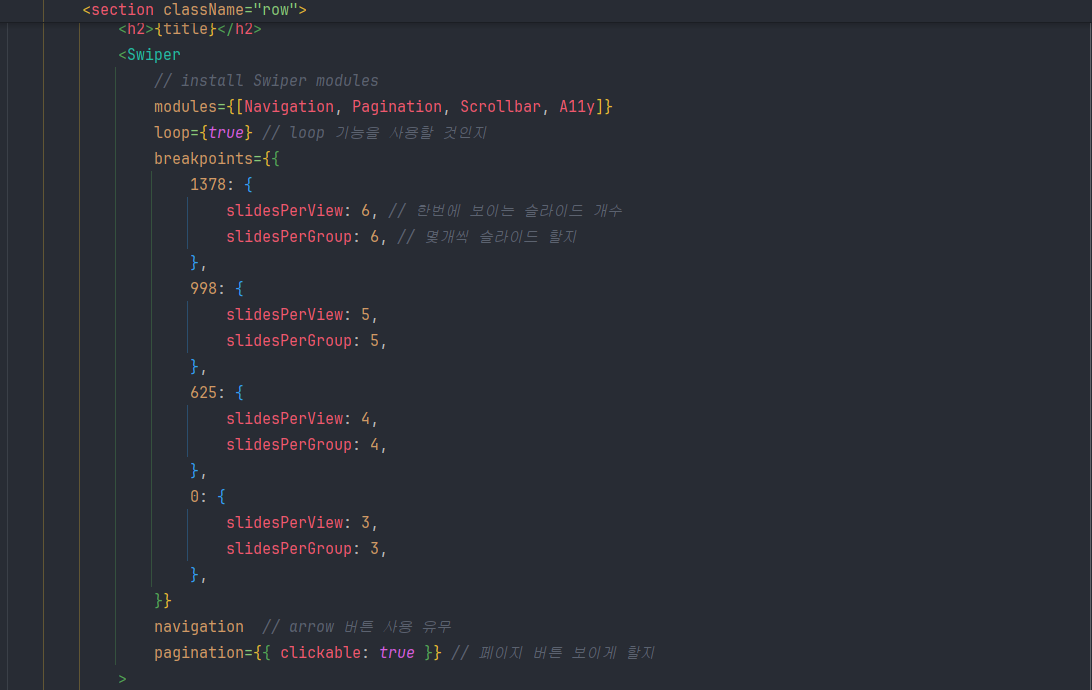 <section className="row">
<h2>{title}</h2>
<Swiper
// install Swiper modules
modules={[Navigation, Pagination, Scrollbar, A11y]}
loop={true} // loop 기능을 사용할 것인지
breakpoints={{
1378: {
slidesPerView: 6, // 한번에 보이는 슬라이드 개수
slidesPerGroup: 6, // 몇개씩 슬라이드 할지
},
998: {
slidesPerView: 5,
slidesPerGroup: 5,
},
625: {
slidesPerView: 4,
slidesPerGroup: 4,
},
0: {
slidesPerView: 3,
slidesPerGroup: 3,
},
}}
navigation  // arrow 버튼 사용 유무
pagination={{ clickable: true }} // 페이지 버튼 보이게 할지
>